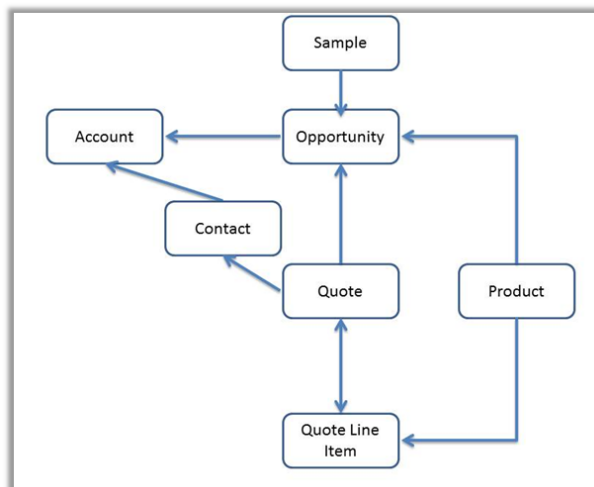 Sample
Account
Opportunity
Contact
Quote
Product
Quote Line
Item